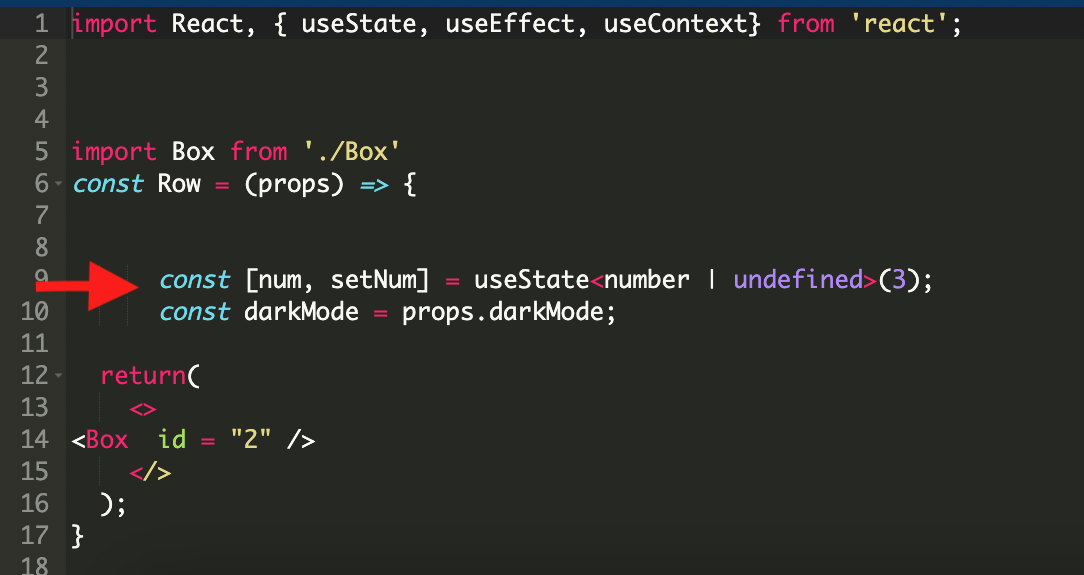 1 import React, { useState, useEffect, useContext} from 'react';
2
3
4
5 import Box from './Box'
6 const Row = (props) => {
7
8
9 const [num, setNum] = useState<number | undefined>(3);
10 const darkMode = props.darkMode;
11
12 return(
13 <>
14 <Box  id = "2" />
15 </>
16 );
17 }
18